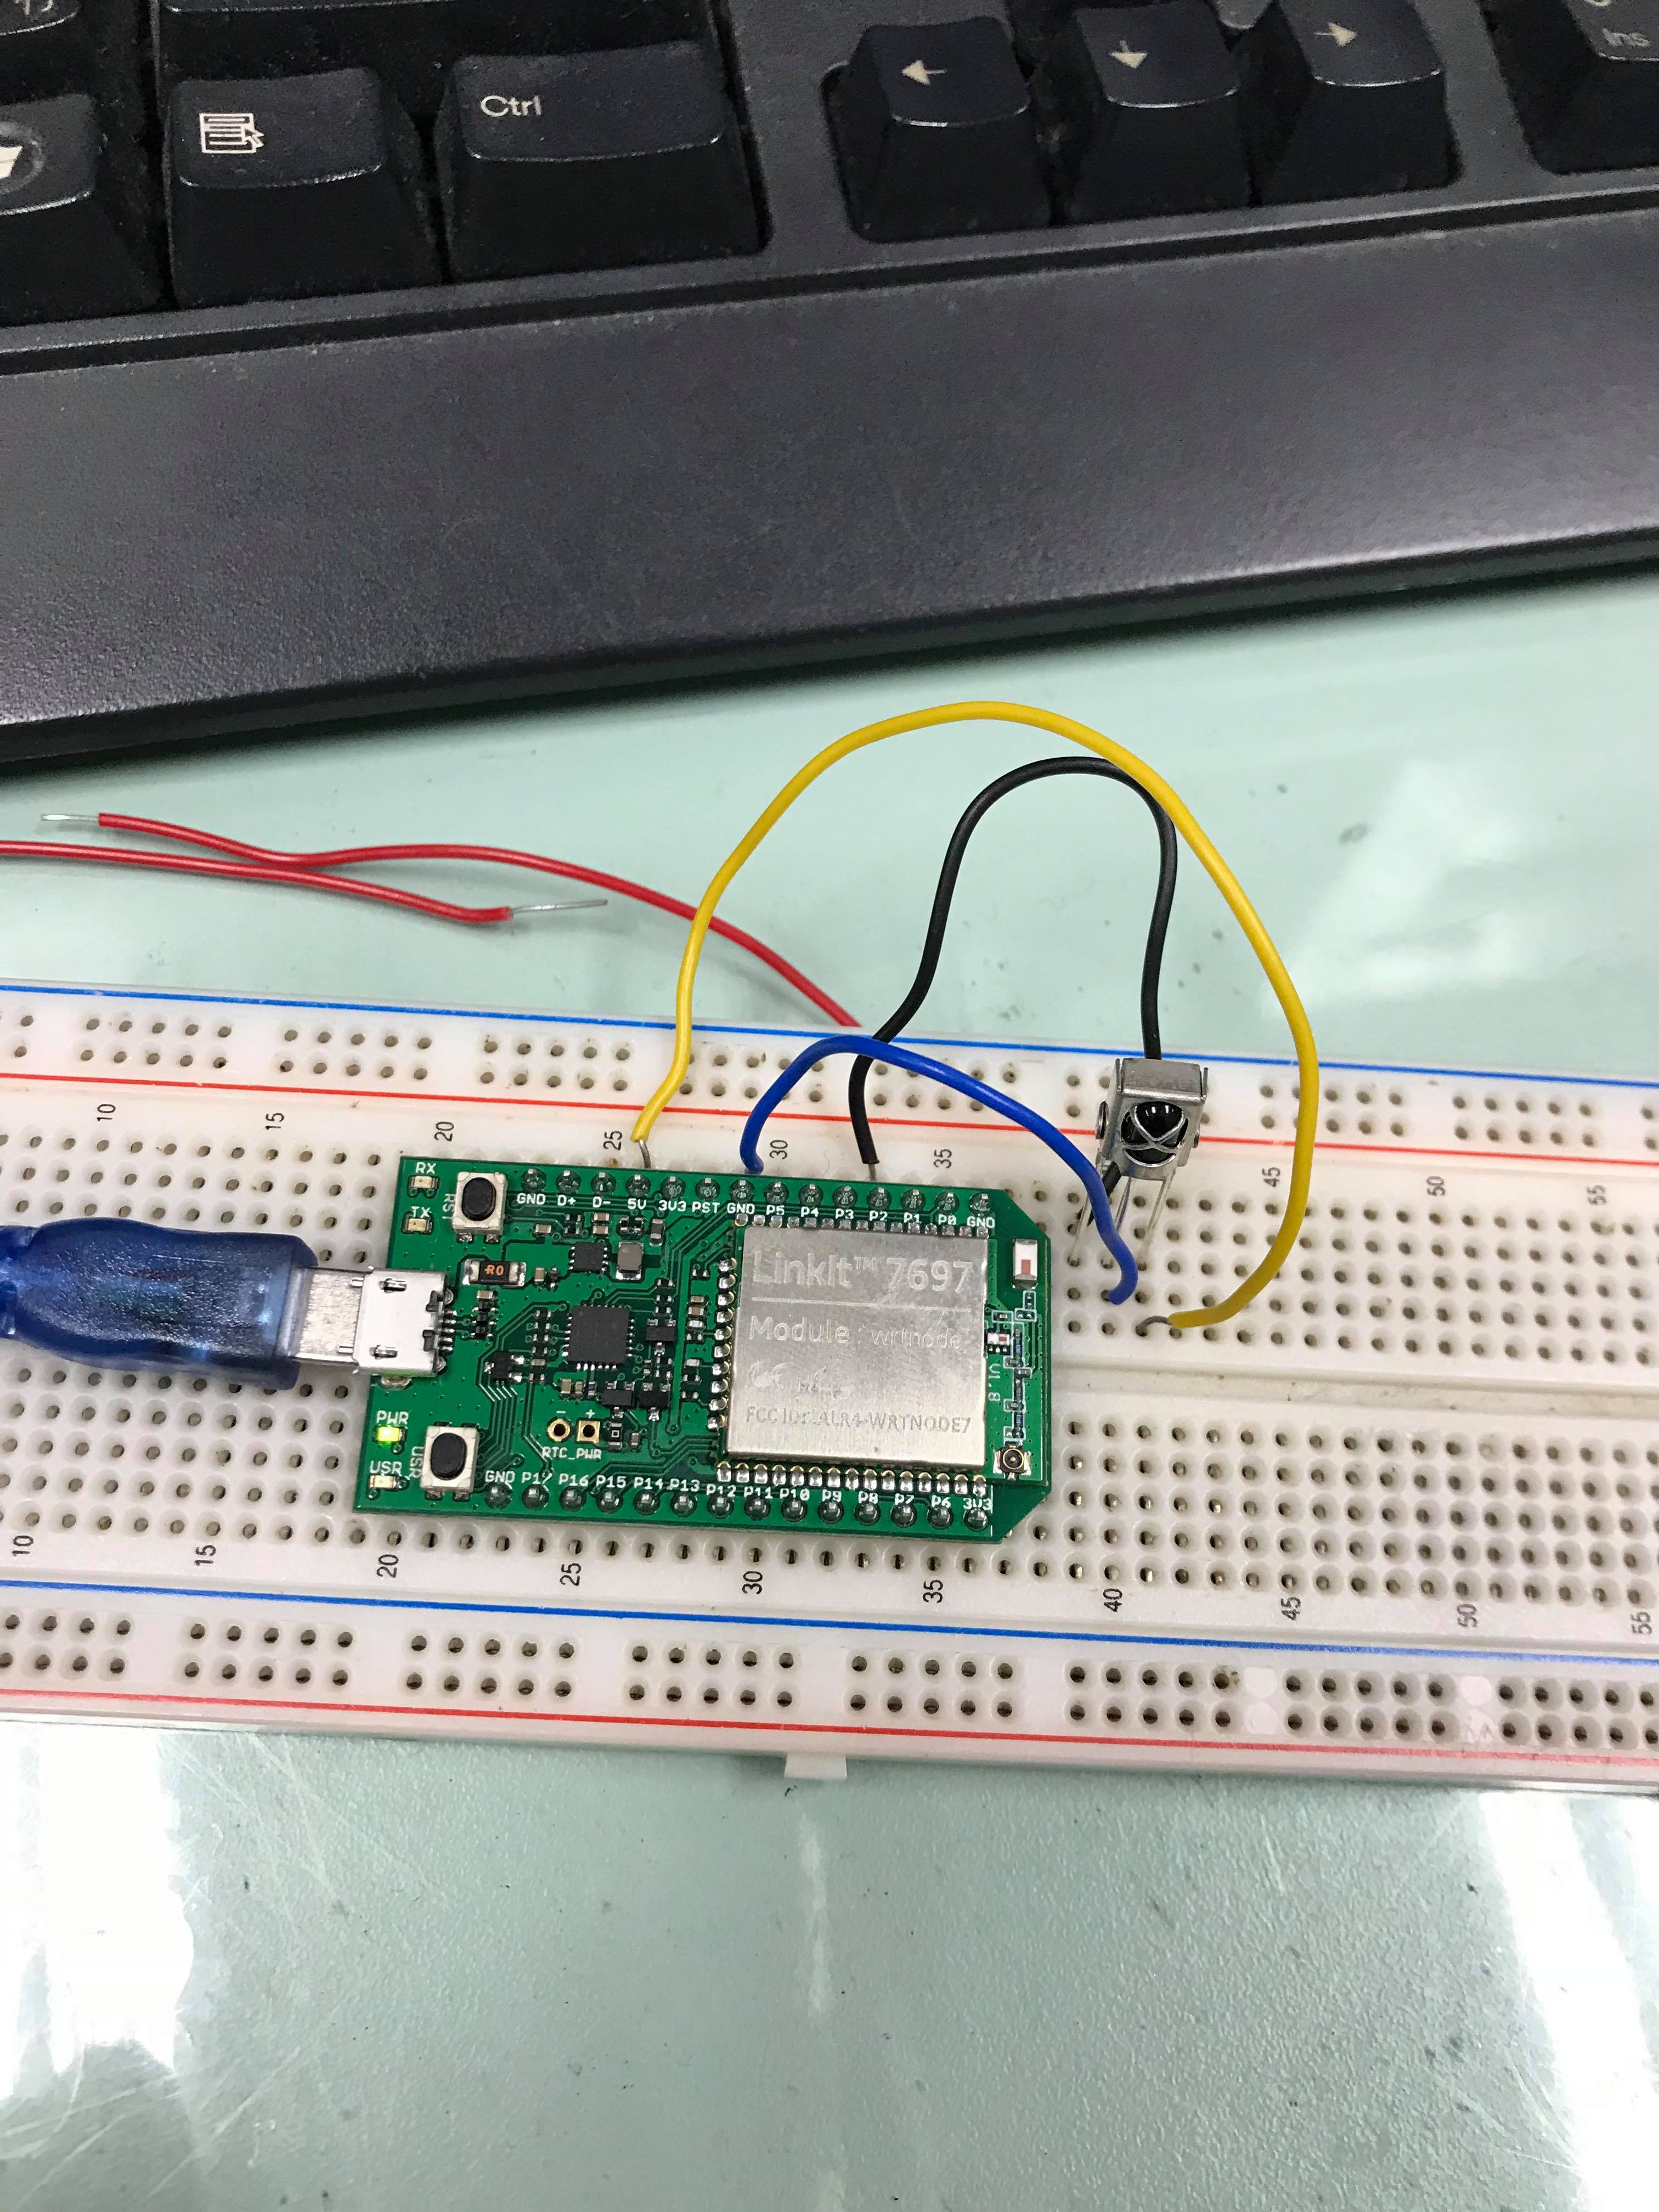 Ctrl
Ins
10
15
20
25
30
35
45
50
55
RX
TX
RST
GND D+ D- 5V 3V3 PST GND P5 P4 P3 P2 P1 P0 GND
R0
LinkIt™ 7697
Module : wrtnode
FCC ID: 2ALR4-WRTNODE7
- +
RTC_PWR
PWR
USR
USR
GND P17 P16 P15 P14 P13 P12 P11 P10 P9 P8 P7 P6 3V3
10
15
20
25
30
35
40
45
50
55